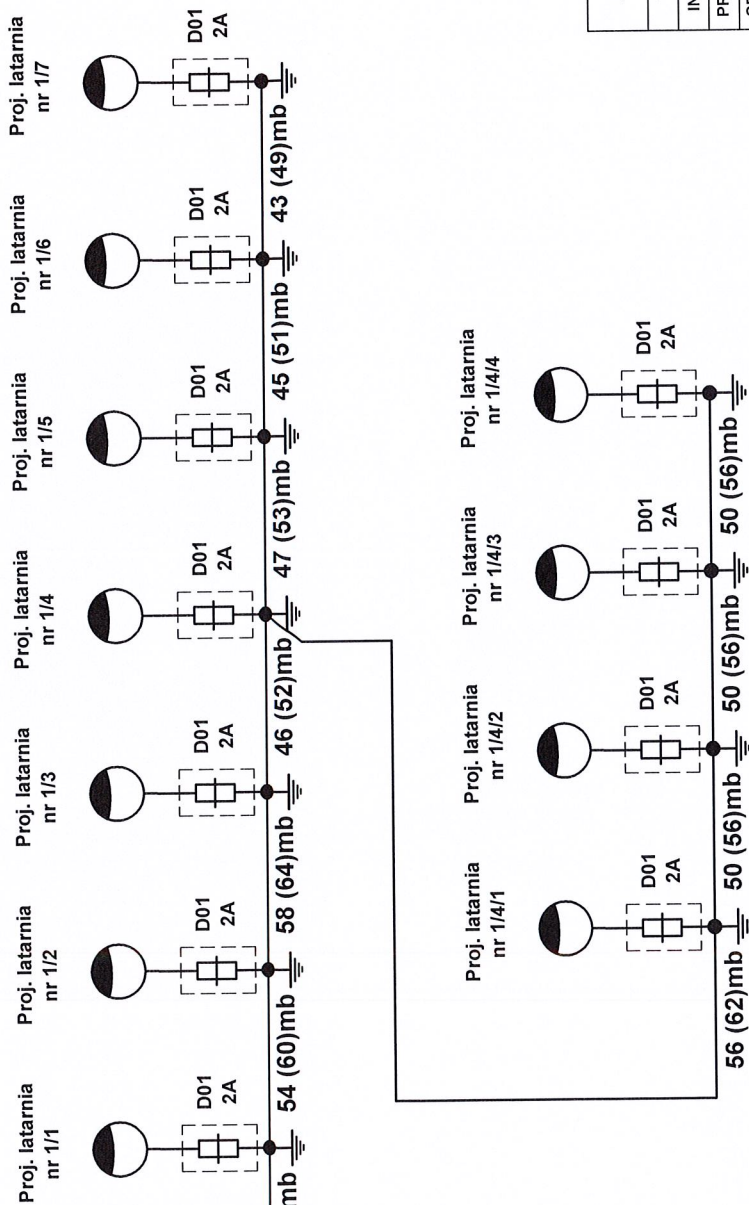 Proj. latarnia
nr 1/1
Proj. latarnia
nr 1/2
Proj. latarnia
nr 1/3
Proj. latarnia
nr 1/4
Proj. latarnia
nr 1/5
Proj. latarnia
nr 1/6
Proj. latarnia
nr 1/7
D01
2A
D01
2A
D01
2A
D01
2A
D01
2A
D01
2A
D01
2A
mb
54 (60)mb
58 (64)mb
46 (52)mb
47 (53)mb
45 (51)mb
43 (49)mb
Proj. latarnia
nr 1/4/1
Proj. latarnia
nr 1/4/2
Proj. latarnia
nr 1/4/3
Proj. latarnia
nr 1/4/4
D01
2A
D01
2A
D01
2A
D01
2A
56 (62)mb
50 (56)mb
50 (56)mb
50 (56)mb